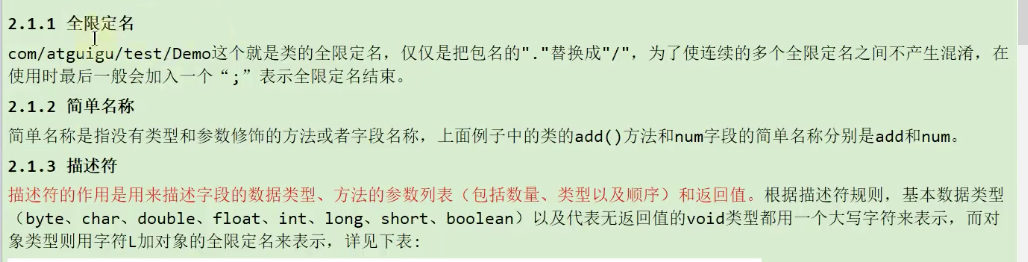 2.1.1 全限定名
com/atguigu/test/Demo这个就是类的全限定名，仅仅是把包名的"."替换成"/"，为了使连续的多个全限定名之间不产生混淆，在
使用时最后一般会加入一个“;”表示全限定名结束。
2.1.2 简单名称
简单名称是指没有类型和参数修饰的方法或者字段名称，上面例子中的类的add()方法和num字段的简单名称分别是add和num。
2.1.3 描述符
描述符的作用是用来描述字段的数据类型、方法的参数列表（包括数量、类型以及顺序）和返回值。根据描述符规则，基本数据类型
（byte、char、double、float、int、long、short、boolean）以及代表无返回值的void类型都用一个大写字符来表示，而对
象类型则用字符L加对象的全限定名来表示，详见下表: